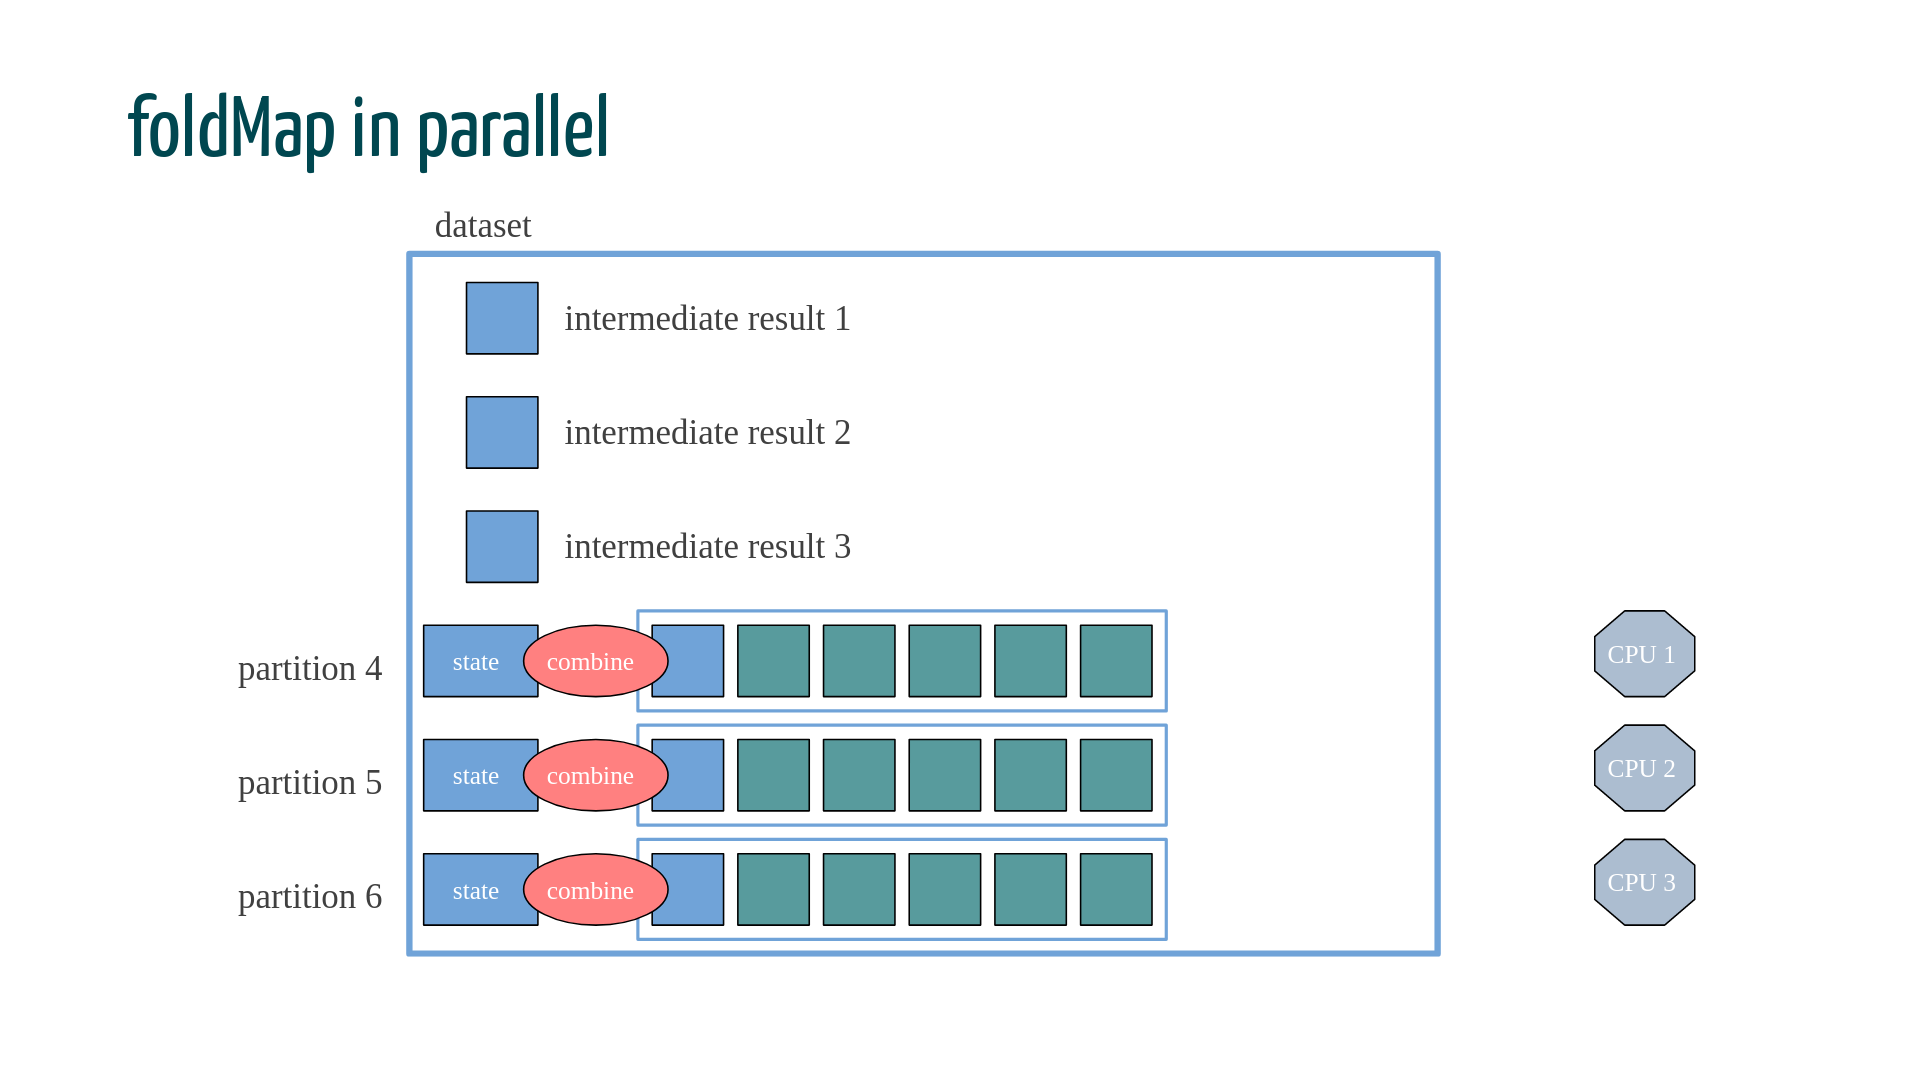 foldMap in parallel
dataset
intermediate result 1
intermediate result 2
intermediate result 3
partition 4 state combine CPU 1
partition 5 state combine CPU 2
partition 6 state combine CPU 3